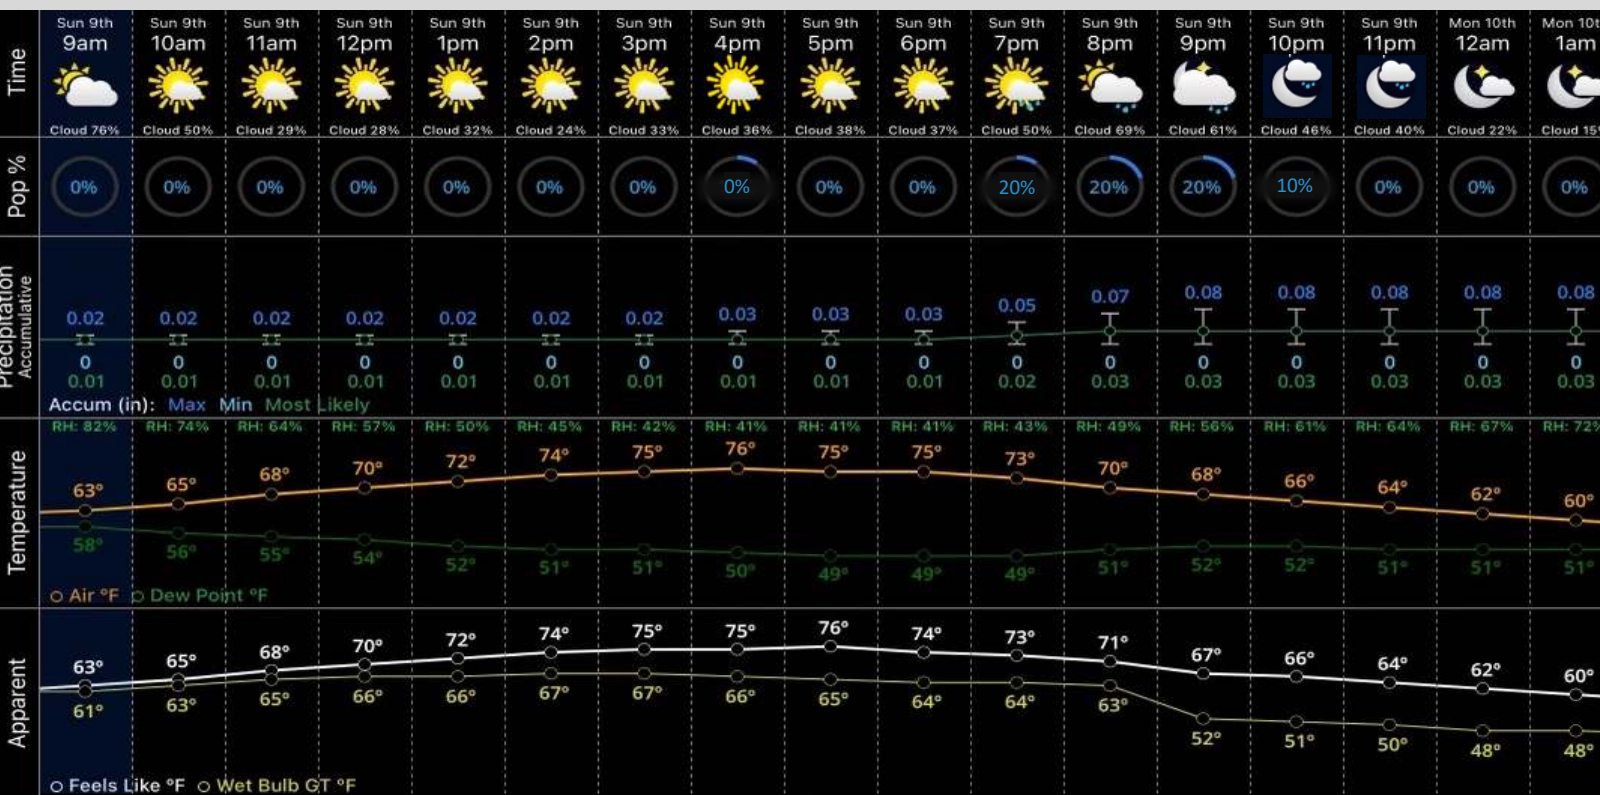 Time
Sun 9th Sun 9th Sun 9th Sun 9th Sun 9th Sun 9th Sun 9th Sun 9th Sun 9th Sun 9th Sun 9th Sun 9th Sun 9th Sun 9th Sun 9th Mon 10th Mon 10t
9am 10am 11am 12pm 1pm 2pm 3pm 4pm 5pm 6pm 7pm 8pm 9pm 10pm 11pm 12am 1am
Cloud 76% Cloud 50% Cloud 29% Cloud 28% Cloud 32% Cloud 24% Cloud 33% Cloud 36% Cloud 38% Cloud 37% Cloud 50% Cloud 69% Cloud 61% Cloud 46% Cloud 40% Cloud 22% Cloud 15%
Pop %
0% 0% 0% 0% 0% 0% 0% 0% 0% 0% 20% 20% 20% 10% 0% 0% 0%
Precipitation
Accumulative
0.02 0.02 0.02 0.02 0.02 0.02 0.02 0.03 0.03 0.03 0.05 0.07 0.08 0.08 0.08 0.08 0.08
0 0 0 0 0 0 0 0 0 0 0 0 0 0 0 0 0
0.01 0.01 0.01 0.01 0.01 0.01 0.01 0.01 0.01 0.01 0.02 0.03 0.03 0.03 0.03 0.03 0.03
Accum (in): Max Min Most Likely
Temperature
RH: 82% RH: 74% RH: 64% RH: 57% RH: 50% RH: 45% RH: 42% RH: 41% RH: 41% RH: 41% RH: 43% RH: 49% RH: 56% RH: 61% RH: 64% RH: 67% RH: 72%
63° 65° 68° 70° 72° 74° 75° 76° 75° 75° 73° 70° 68° 66° 64° 62° 60°
58° 56° 55° 54° 52° 51° 51° 50° 49° 49° 49° 51° 52° 52° 51° 51° 51°
Air °F Dew Point °F
Apparent
63° 65° 68° 70° 72° 74° 75° 75° 76° 74° 73° 71° 67° 66° 64° 62° 60°
61° 63° 65° 66° 66° 67° 67° 66° 65° 64° 64° 63° 52° 51° 50° 48° 48°
Feels Like °F Wet Bulb GT °F